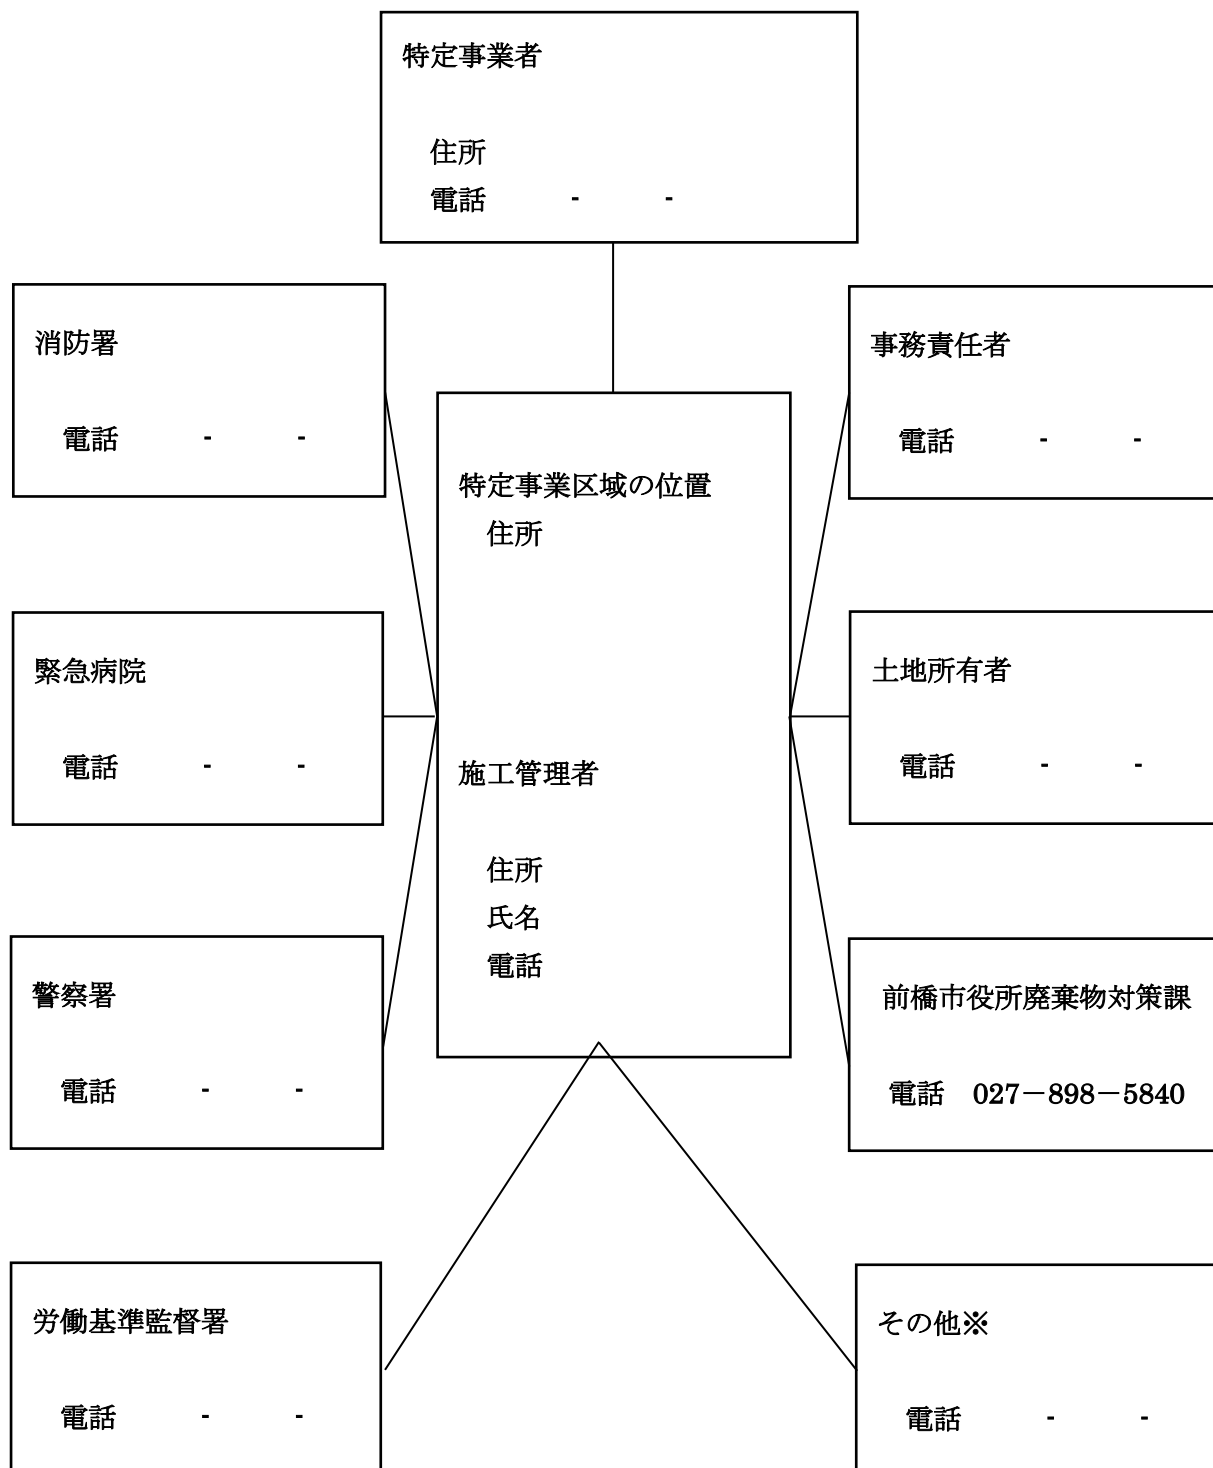 特定事業者
住所
電話　　　-　　　-
消防署
電話　　　-　　　-
事務責任者
電話　　　-　　　-
特定事業区域の位置
住所
緊急病院
電話　　　-　　　-
土地所有者
電話　　　-　　　-
施工管理者
住所
氏名
電話
警察署
電話　　　-　　　-
前橋市役所廃棄物対策課
電話　027－898－5840
労働基準監督署
電話　　　-　　　-
その他※
電話　　　-　　　-